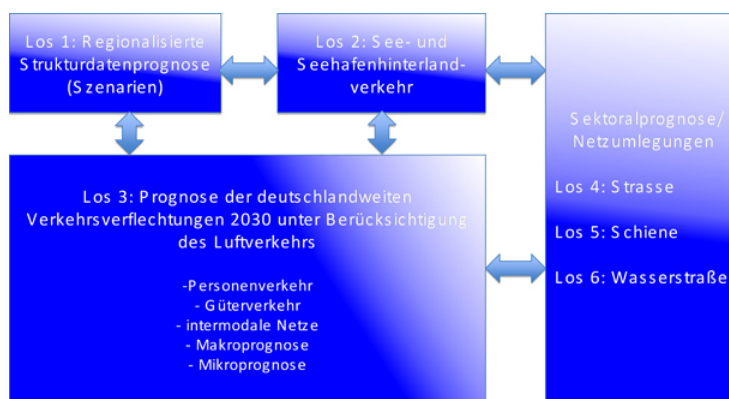 Los 1: Regionalisierte
Strukturdatenprognose
(Szenarien)
Los 2: See- und
Seehafenhinterland-
verkehr
Sektoralprognose/
Netzumlegungen
Los 4: Strasse
Los 5: Schiene
Los 6: Wasserstraße
Los 3: Prognose der deutschlandweiten
Verkehrsverflechtungen 2030 unter Berücksichtigung
des Luftverkehrs
-Personenverkehr
- Güterverkehr
- intermodale Netze
- Makroprognose
- Mikroprognose